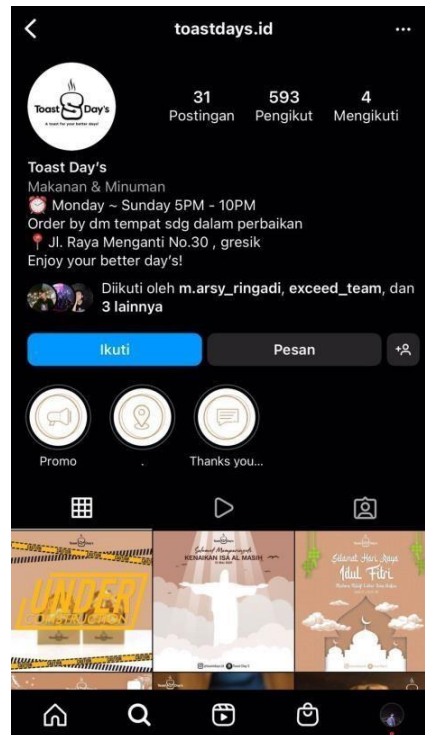 toastdays.id
Toast Day's
A toast for your better days!
31 593 4
Postingan Pengikut Mengikuti
Toast Day's
Makanan & Minuman
Monday ~ Sunday 5PM - 10PM
Order by dm tempat sdg dalam perbaikan
Jl. Raya Menganti No.30 , gresik
Enjoy your better day's!
Diikuti oleh m.arsy_ringadi, exceed_team, dan
3 lainnya
Ikuti Pesan
Promo . Thanks you...
UNDER
CONSTRUCTION
Selamat Memperingati
KENAIKAN ISA AL MASIH
Selamat Hari Raya
Idul Fitri